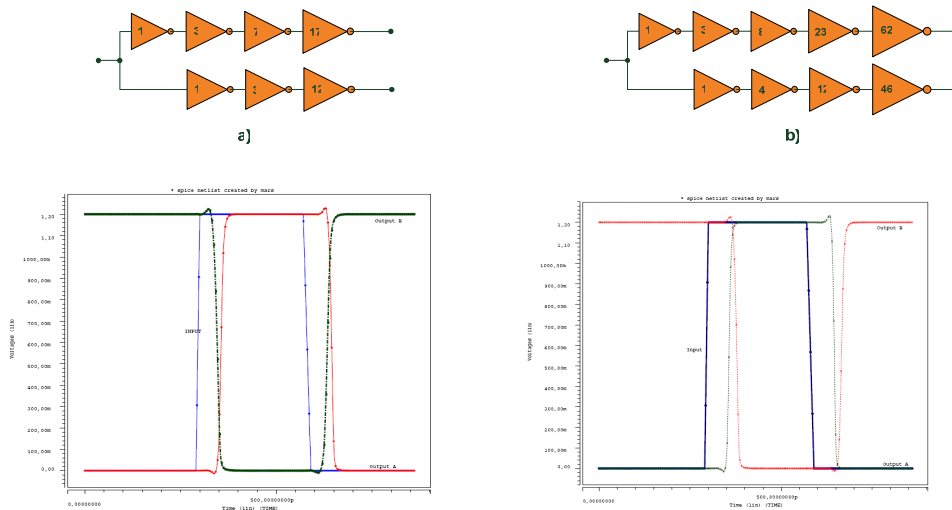 1 3 7 17
1 3 12
a)
1 3 8 23 62
1 4 12 46
b)
* spice netlist created by mars
1,20
1,10
1000,00m
900,00m
800,00m
700,00m
600,00m
500,00m
400,00m
300,00m
200,00m
100,00m
0,00
Voltages (lin)
INPUT
Output B
Output A
0,00000000
500,00000000p
Time (lin) (TIME)
* spice netlist created by mars
1,20
1,10
1000,00m
900,00m
800,00m
700,00m
600,00m
500,00m
400,00m
300,00m
200,00m
100,00m
0,00
Voltages (lin)
Input
Output B
Output A
0,00000000
500,00000000p
Time (lin) (TIME)